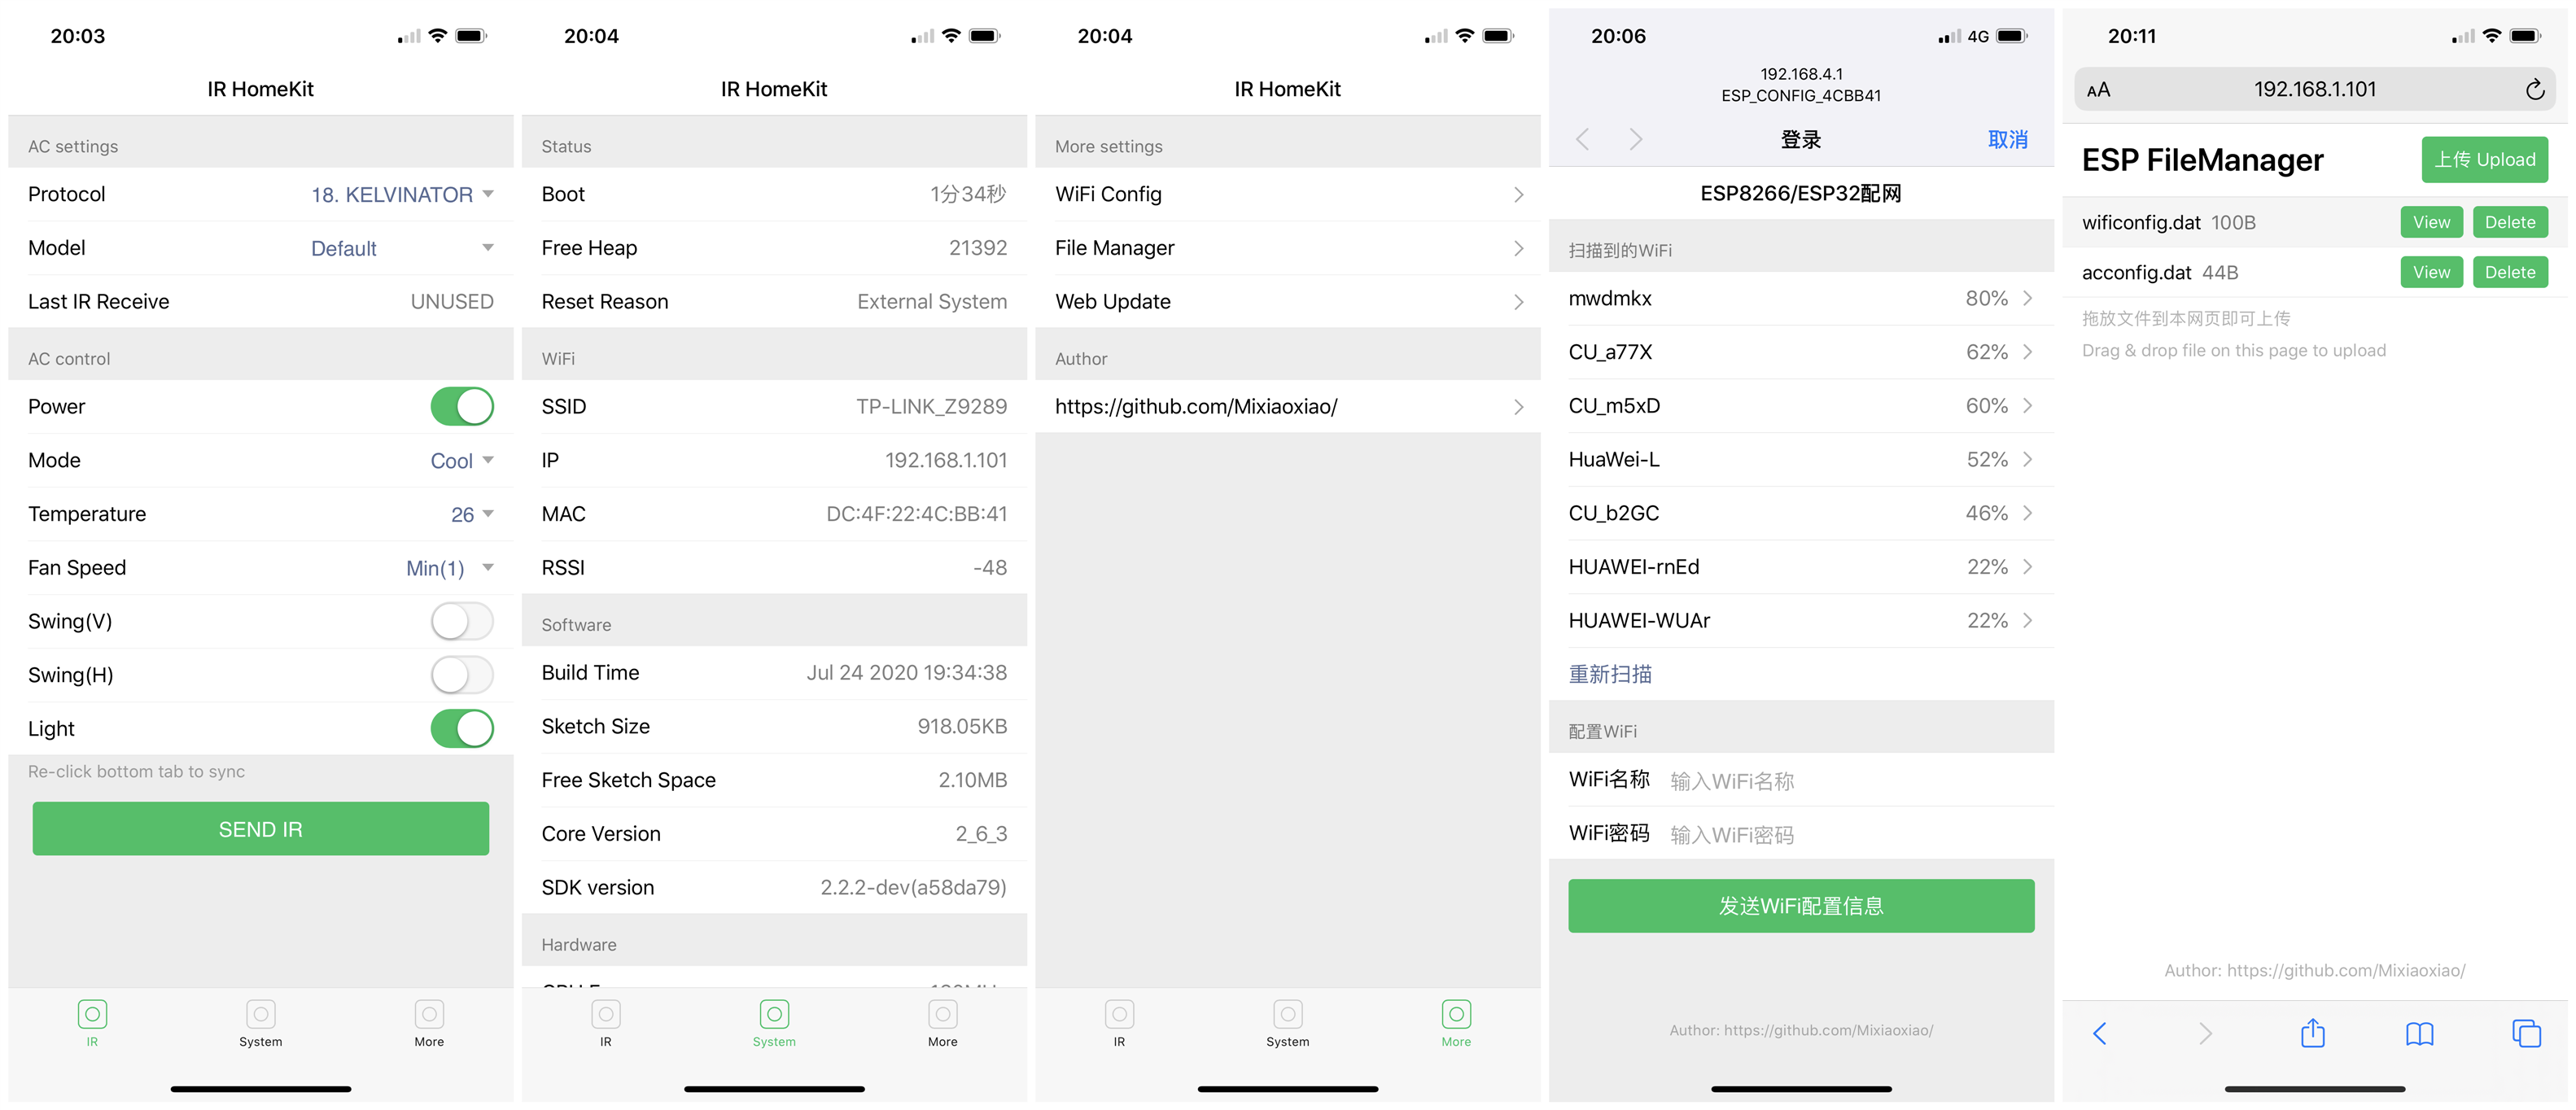 20:03
IR HomeKit
AC settings
Protocol 18. KELVINATOR
Model Default
Last IR Receive UNUSED
AC control
Power
Mode Cool
Temperature 26
Fan Speed Min(1)
Swing(V)
Swing(H)
Light
Re-click bottom tab to sync
SEND IR
IR System More
20:04
IR HomeKit
Status
Boot 1分34秒
Free Heap 21392
Reset Reason External System
WiFi
SSID TP-LINK_Z9289
IP 192.168.1.101
MAC DC:4F:22:4C:BB:41
RSSI -48
Software
Build Time Jul 24 2020 19:34:38
Sketch Size 918.05KB
Free Sketch Space 2.10MB
Core Version 2_6_3
SDK version 2.2.2-dev(a58da79)
Hardware
IR System More
20:04
IR HomeKit
More settings
WiFi Config
File Manager
Web Update
Author
https://github.com/Mixiaoxiao/
IR System More
20:06 4G
192.168.4.1
ESP_CONFIG_4CBB41
登录 取消
ESP8266/ESP32配网
扫描到的WiFi
mwdmkx 80%
CU_a77X 62%
CU_m5xD 60%
HuaWei-L 52%
CU_b2GC 46%
HUAWEI-rnEd 22%
HUAWEI-WUAr 22%
重新扫描
配置WiFi
WiFi名称 输入WiFi名称
WiFi密码 输入WiFi密码
发送WiFi配置信息
Author: https://github.com/Mixiaoxiao/
20:11
AA 192.168.1.101
ESP FileManager 上传 Upload
wificonfig.dat 100B View Delete
acconfig.dat 44B View Delete
拖放文件到本网页即可上传
Drag & drop file on this page to upload
Author: https://github.com/Mixiaoxiao/